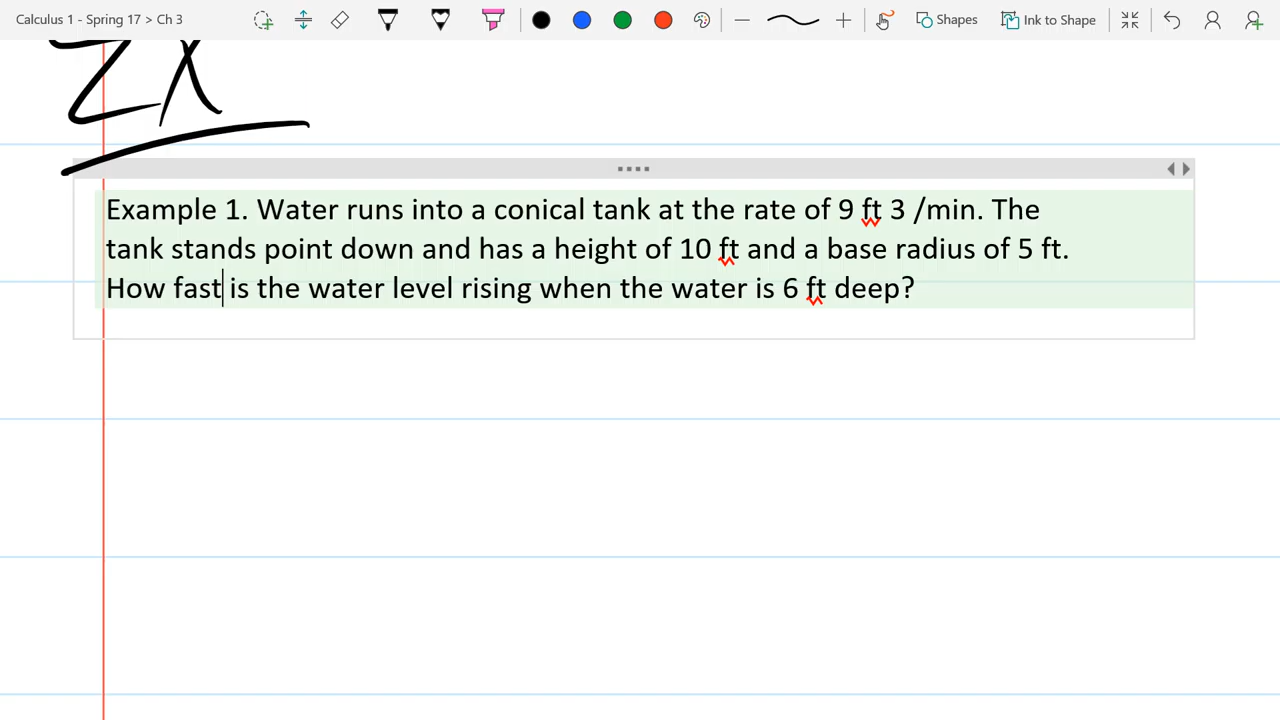 Calculus 1 - Spring 17 > Ch 3
Shapes
Ink to Shape
2x
Example 1. Water runs into a conical tank at the rate of 9 ft 3 /min. The
tank stands point down and has a height of 10 ft and a base radius of 5 ft.
How fast is the water level rising when the water is 6 ft deep?